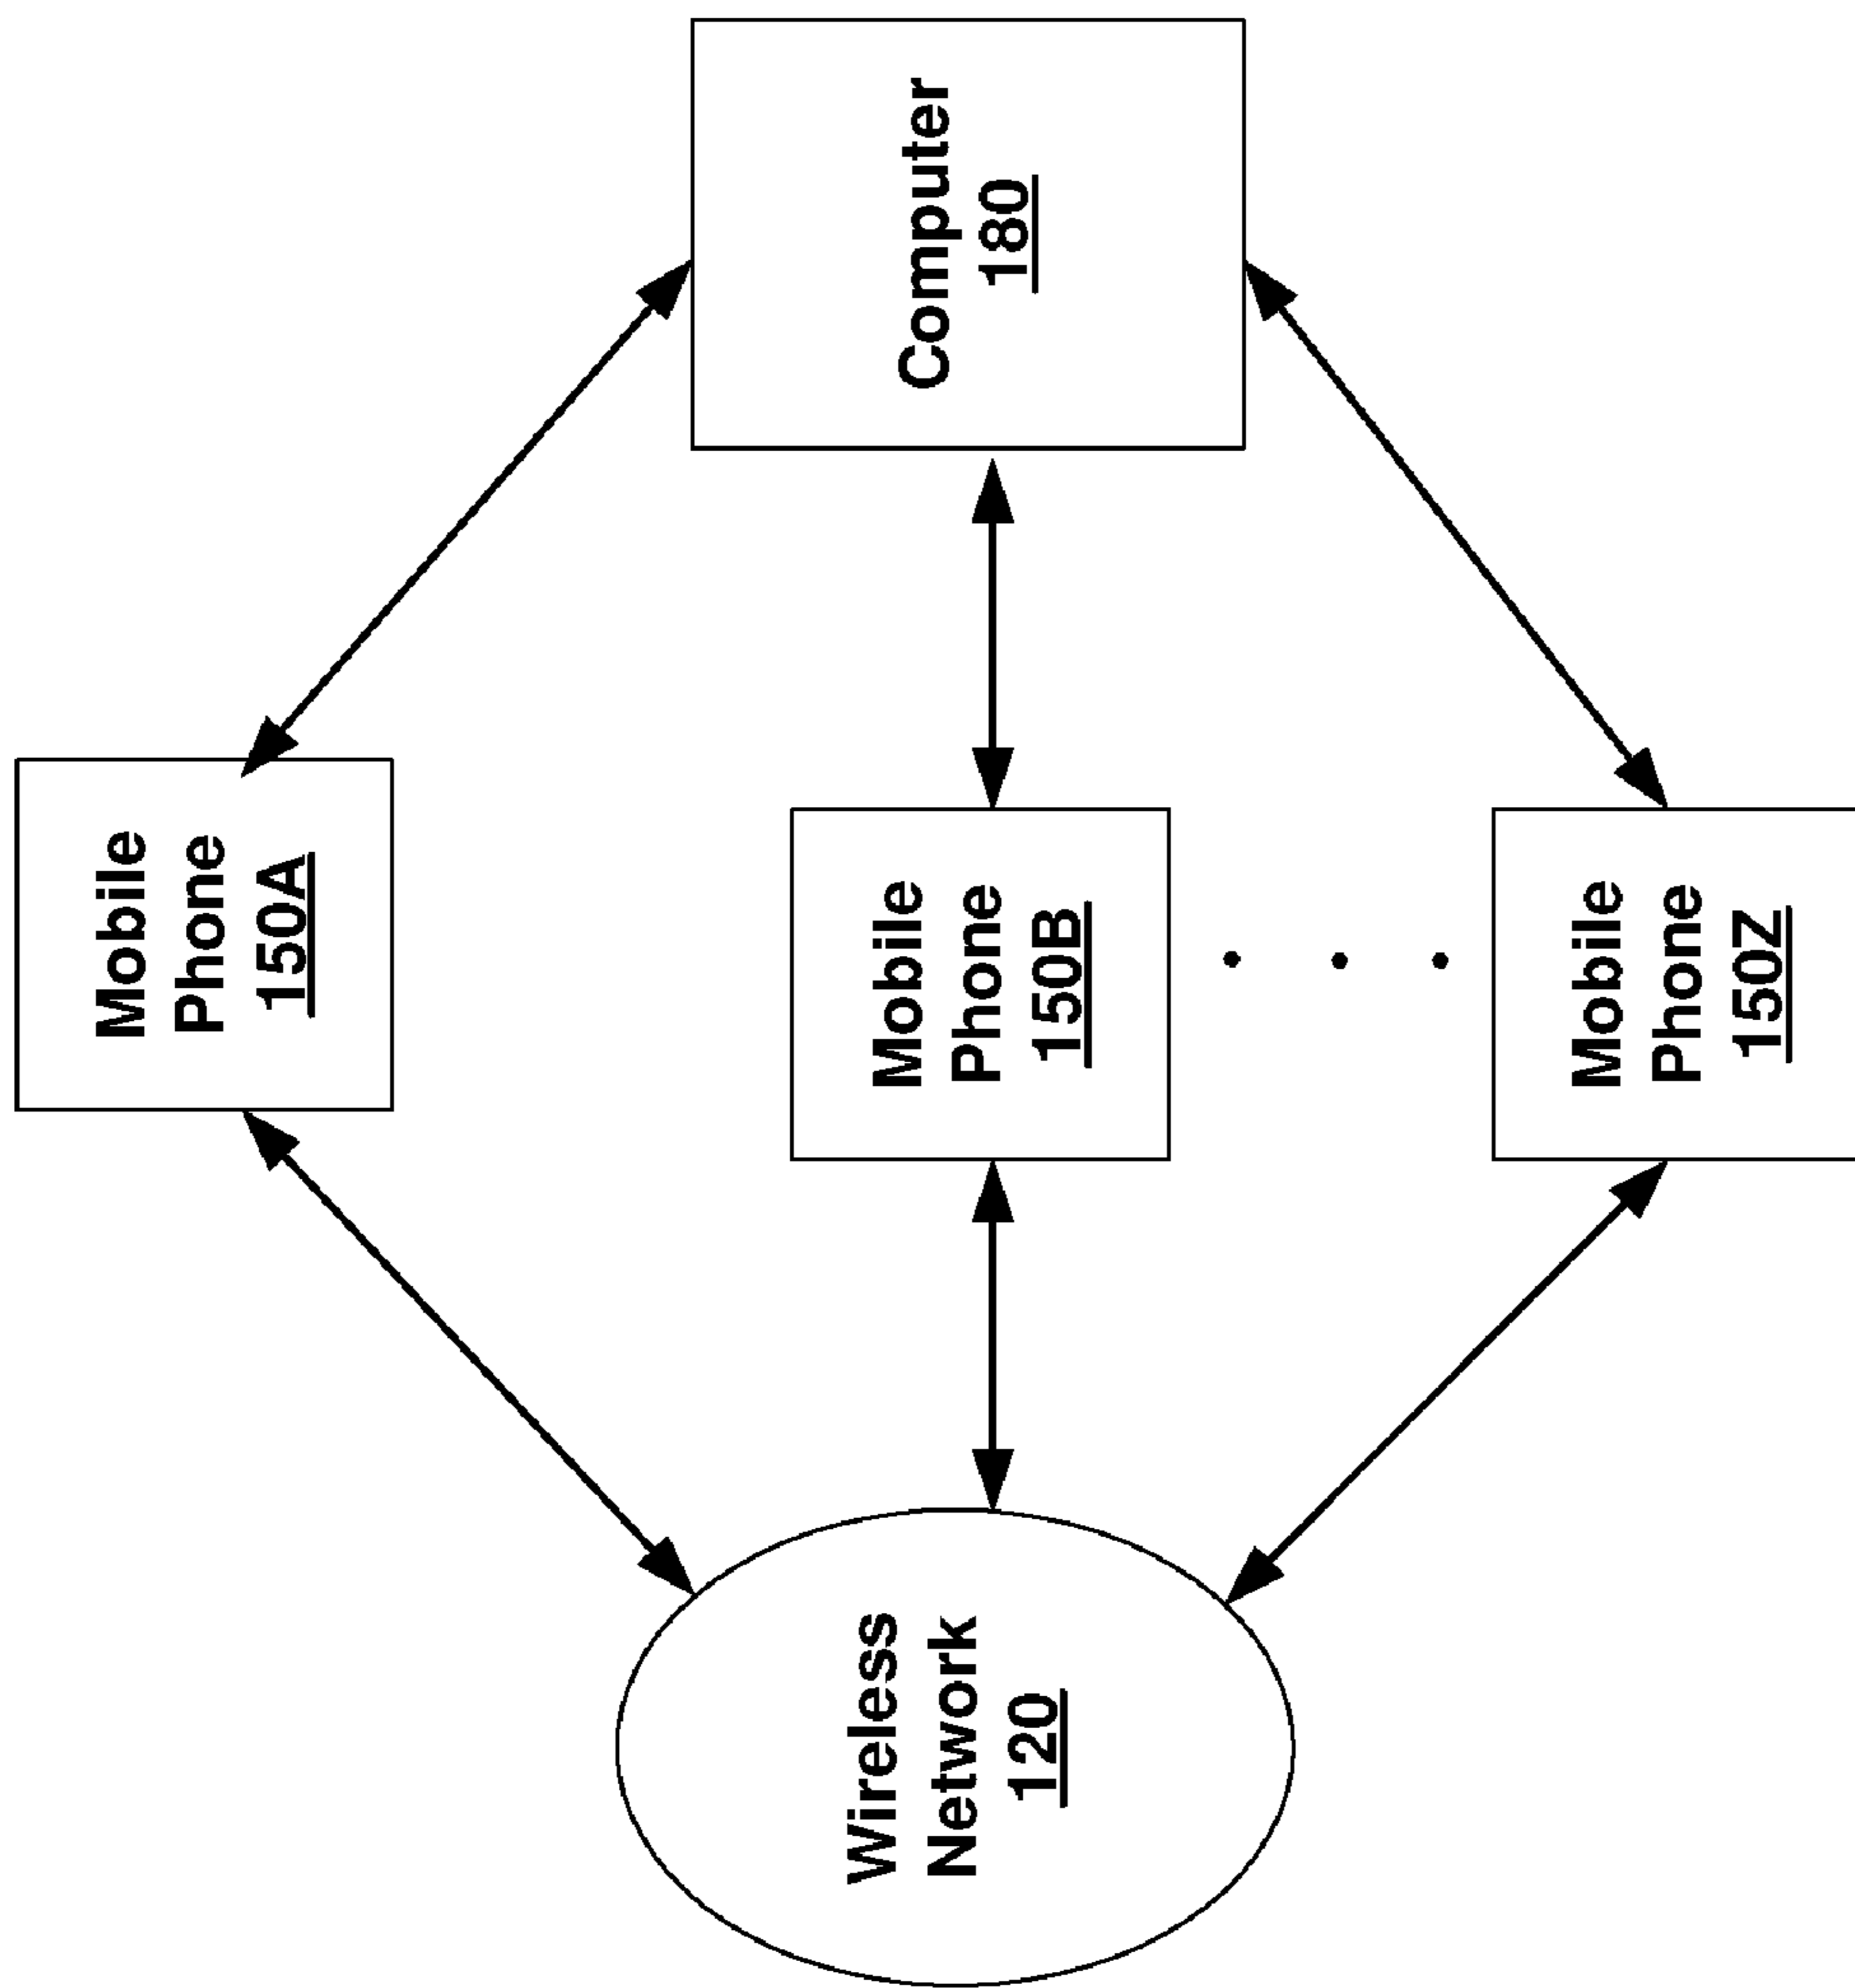 Mobile
Phone
150A
Wireless
Network
120
Mobile
Phone
150B
Computer
180
Mobile
Phone
150Z